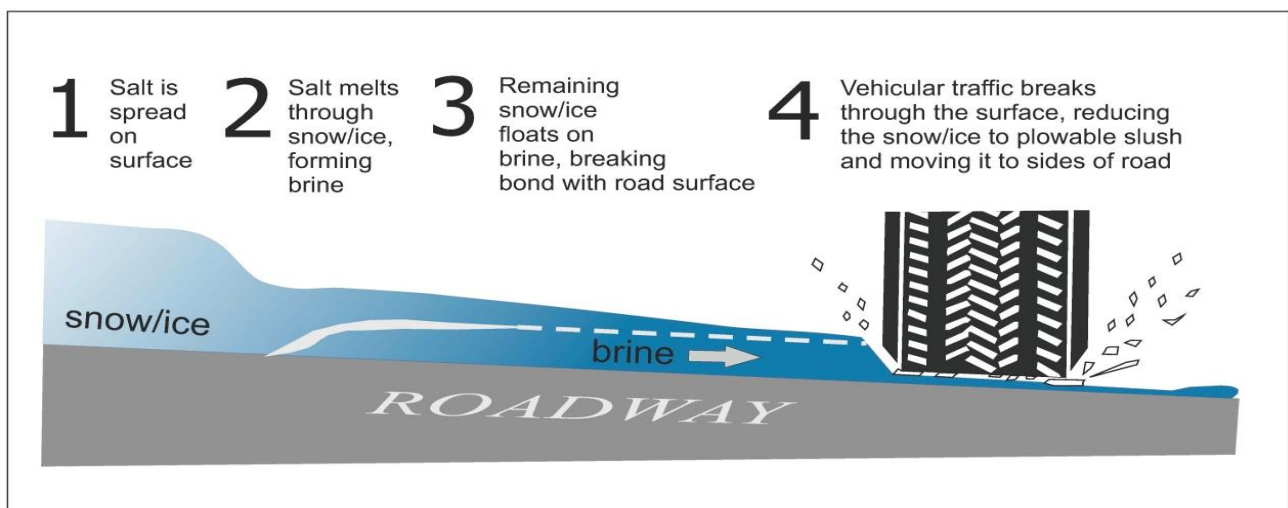 1
Salt is
spread
on
surface
2
Salt melts
through
snow/ice,
forming
brine
3
Remaining
snow/ice
floats on
brine, breaking
bond with road surface
4
Vehicular traffic breaks
through the surface, reducing
the snow/ice to plowable slush
and moving it to sides of road
snow/ice
brine
ROADWAY